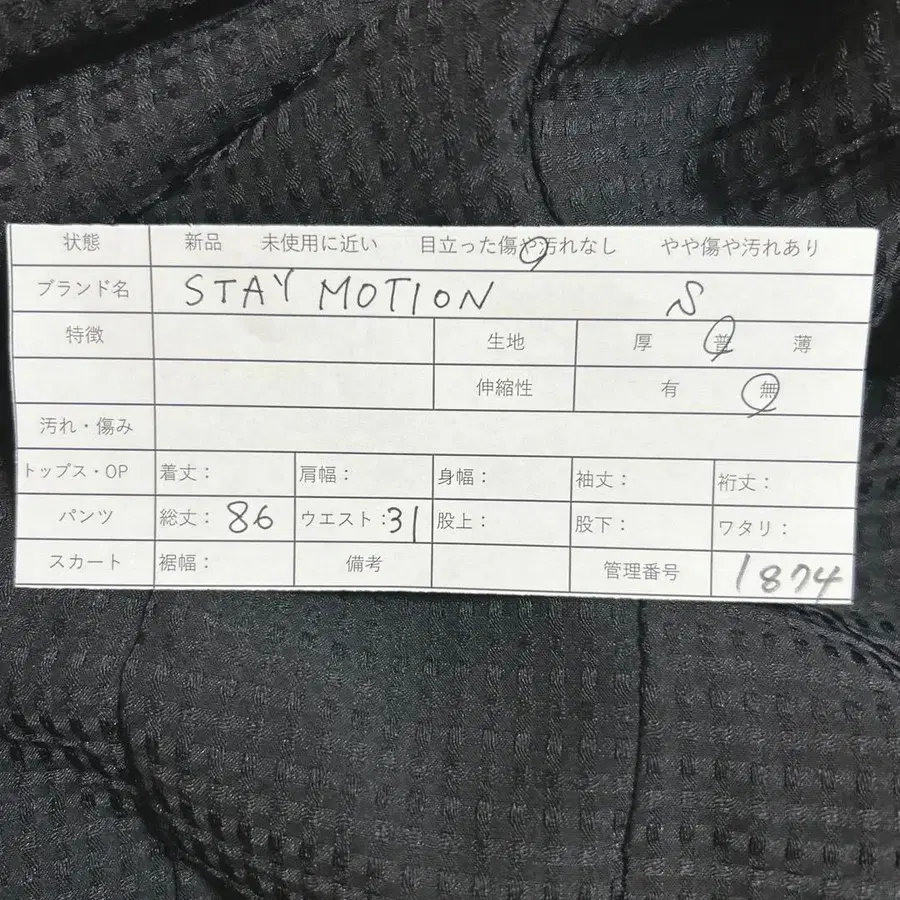 状態 新品 未使用に近い 目立った傷や汚れなし やや傷や汚れあり
ブランド名 STAY MOTION S
特徴 生地 厚 普 薄
伸縮性 有 無
汚れ・傷み
トップス・OP 着丈： 肩幅： 身幅： 袖丈： 裄丈：
パンツ 総丈：86 ウエスト：31 股上： 股下： ワタリ：
スカート 裾幅： 備考 管理番号 1874